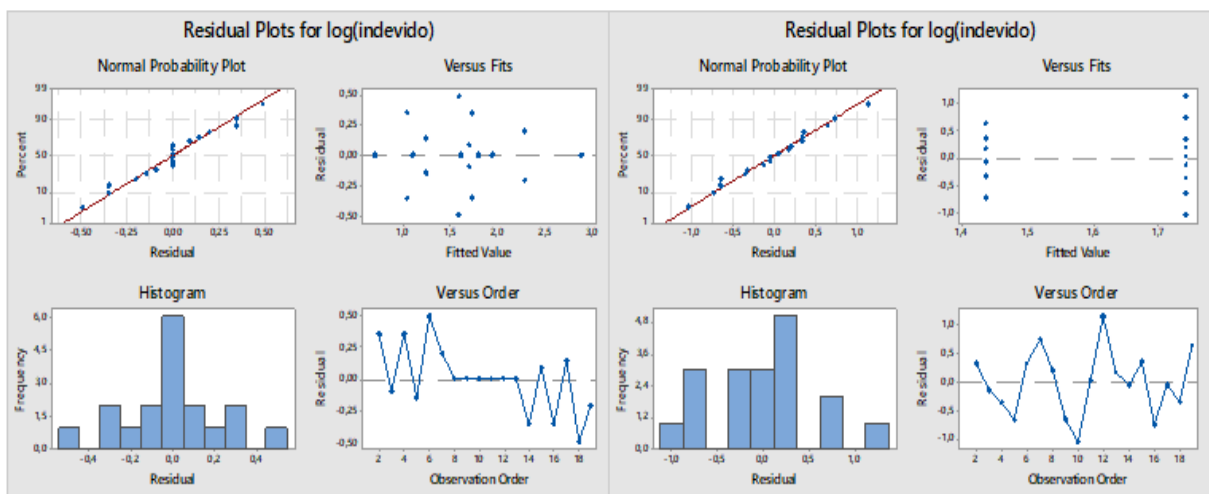 Residual Plots for log(indevido)
Normal Probability Plot
Versus Fits
99
90
50
10
1
Percent
-0,50 -0,25 0,00 0,25 0,50
Residual
0,50
0,25
0,00
-0,25
-0,50
Residual
1,0 1,5 2,0 2,5 3,0
Fitted Value
Histogram
Versus Order
6,0
4,5
3,0
1,5
0,0
Frequency
-0,4 -0,2 0,0 0,2 0,4
Residual
0,50
0,25
0,00
-0,25
-0,50
Residual
2 4 6 8 10 12 14 16 18
Observation Order
Residual Plots for log(indevido)
Normal Probability Plot
Versus Fits
99
90
50
10
1
Percent
-1,0 -0,5 0,0 0,5 1,0
Residual
1,0
0,5
0,0
-0,5
-1,0
Residual
1,4 1,5 1,6 1,7
Fitted Value
Histogram
Versus Order
4,8
3,6
2,4
1,2
0,0
Frequency
-1,0 -0,5 0,0 0,5 1,0
Residual
1,0
0,5
0,0
-0,5
-1,0
Residual
2 4 6 8 10 12 14 16 18
Observation Order